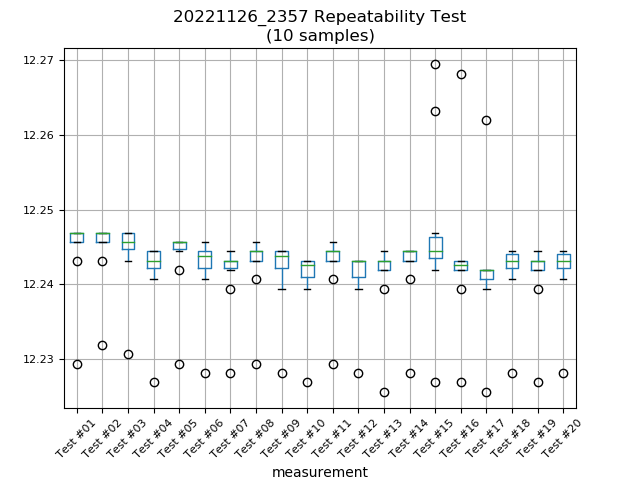 20221126_2357 Repeatability Test
(10 samples)
12.27
12.26
12.25
12.24
12.23
Test #01
Test #02
Test #03
Test #04
Test #05
Test #06
Test #07
Test #08
Test #09
Test #10
Test #11
Test #12
Test #13
Test #14
Test #15
Test #16
Test #17
Test #18
Test #19
Test #20
measurement